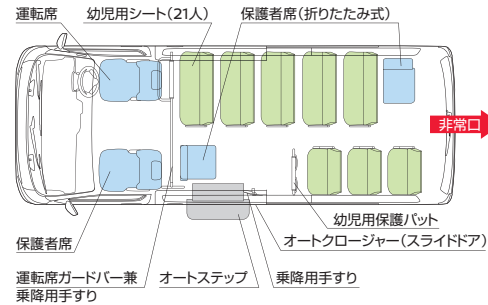 運転席
幼児用シート(21人)
保護者席(折りたたみ式)
非常口
幼児用保護パット
オートクロージャー(スライドドア)
保護者席
運転席ガードバー兼
乗降用手すり
オートステップ
乗降用手すり